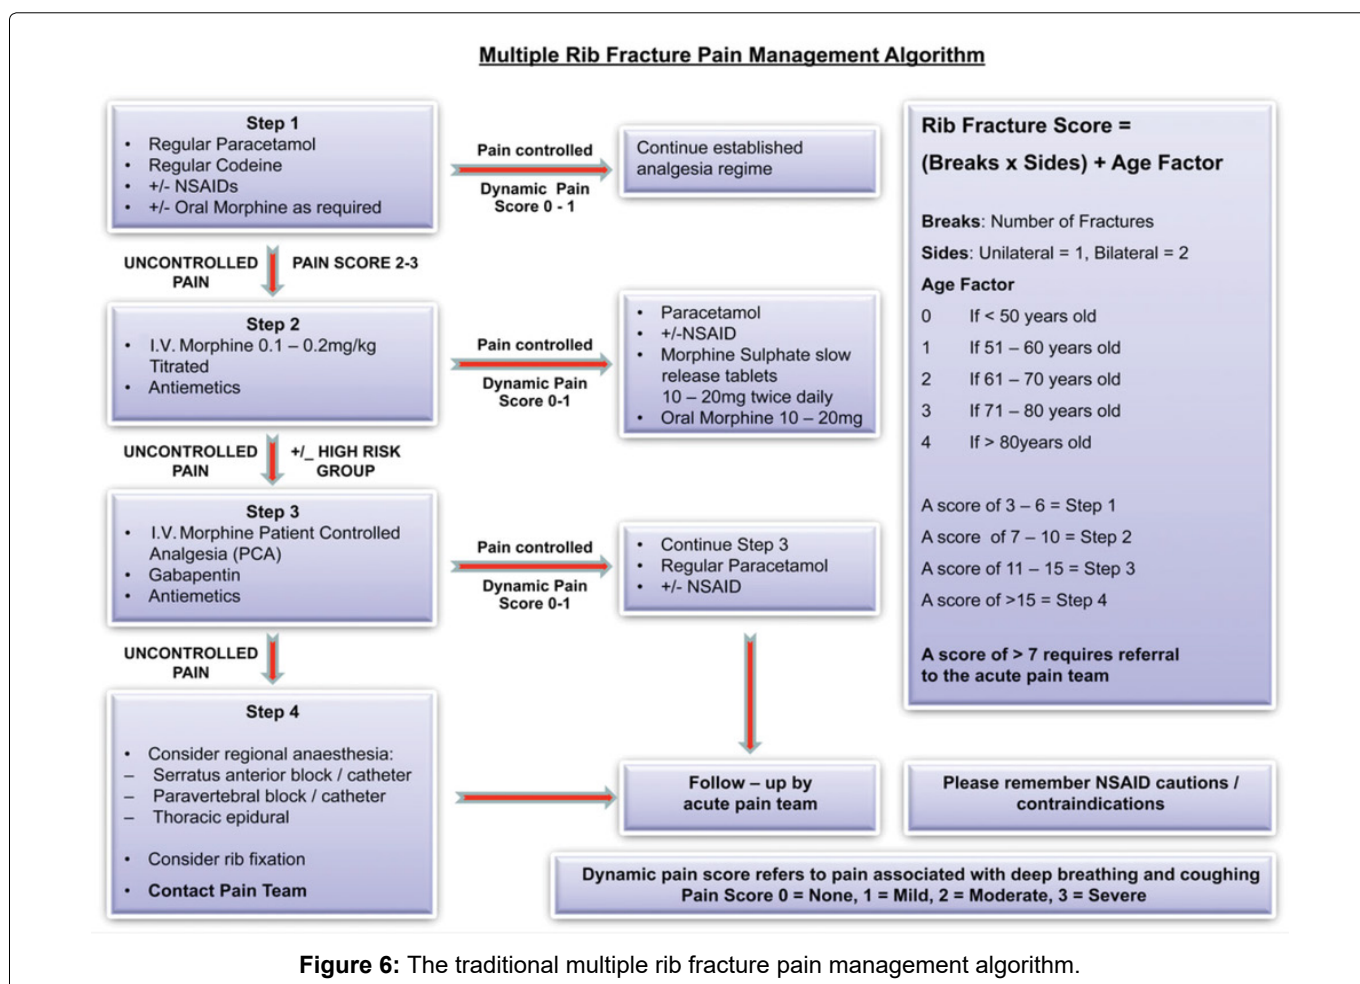 Multiple Rib Fracture Pain Management Algorithm
Step 1
• Regular Paracetamol
• Regular Codeine
• +/- NSAIDs
• +/- Oral Morphine as required
Pain controlled
Dynamic Pain
Score 0 - 1
Continue established
analgesia regime
UNCONTROLLED
PAIN
PAIN SCORE 2-3
Step 2
• I.V. Morphine 0.1 – 0.2mg/kg
Titrated
• Antiemetics
Pain controlled
Dynamic Pain
Score 0-1
• Paracetamol
• +/-NSAID
• Morphine Sulphate slow
release tablets
10 – 20mg twice daily
• Oral Morphine 10 – 20mg
UNCONTROLLED
PAIN
+/_ HIGH RISK
GROUP
Step 3
• I.V. Morphine Patient Controlled
Analgesia (PCA)
• Gabapentin
• Antiemetics
Pain controlled
Dynamic Pain
Score 0-1
• Continue Step 3
• Regular Paracetamol
• +/- NSAID
UNCONTROLLED
PAIN
Step 4
• Consider regional anaesthesia:
– Serratus anterior block / catheter
– Paravertebral block / catheter
– Thoracic epidural
• Consider rib fixation
• Contact Pain Team
Follow – up by
acute pain team
Rib Fracture Score =
(Breaks x Sides) + Age Factor
Breaks: Number of Fractures
Sides: Unilateral = 1, Bilateral = 2
Age Factor
0 If < 50 years old
1 If 51 – 60 years old
2 If 61 – 70 years old
3 If 71 – 80 years old
4 If > 80years old
A score of 3 – 6 = Step 1
A score of 7 – 10 = Step 2
A score of 11 – 15 = Step 3
A score of >15 = Step 4
A score of > 7 requires referral
to the acute pain team
Please remember NSAID cautions /
contraindications
Dynamic pain score refers to pain associated with deep breathing and coughing
Pain Score 0 = None, 1 = Mild, 2 = Moderate, 3 = Severe
Figure 6: The traditional multiple rib fracture pain management algorithm.